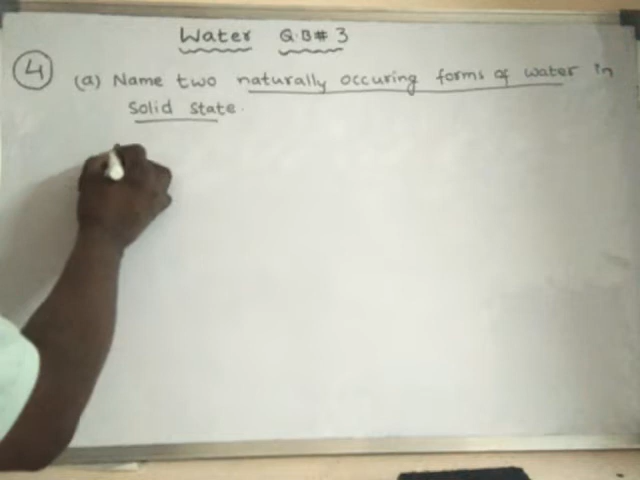 Water Q.B# 3
4 (a) Name two naturally occuring forms of water in
Solid state.